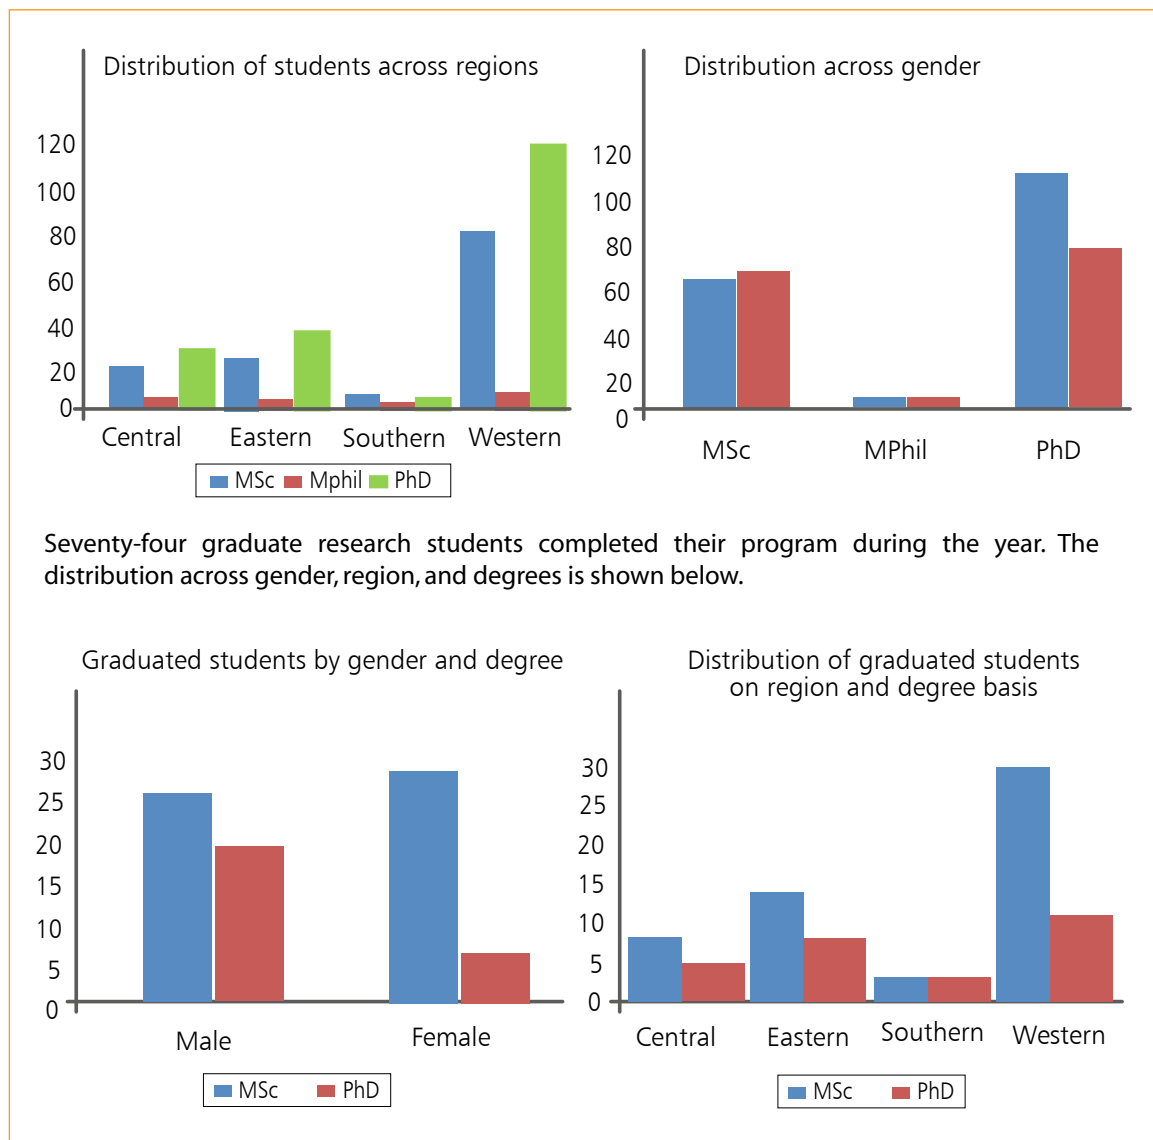 Distribution of students across regions
120
100
80
60
40
20
0
Central Eastern Southern Western
MSc Mphil PhD
Distribution across gender
120
100
80
60
40
20
0
MSc MPhil PhD
Seventy-four graduate research students completed their program during the year. The
distribution across gender, region, and degrees is shown below.
Graduated students by gender and degree
30
25
20
15
10
5
0
Male Female
MSc PhD
Distribution of graduated students
on region and degree basis
30
25
20
15
10
5
0
Central Eastern Southern Western
MSc PhD